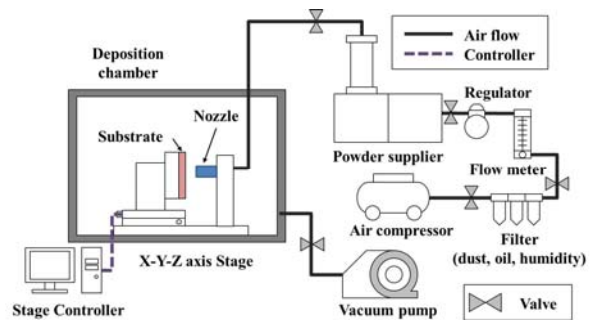 Air flow
Controller
Deposition
chamber
Regulator
Nozzle
Substrate
Powder supplier
Flow meter
Air compressor
Filter
(dust, oil, humidity)
X-Y-Z axis Stage
Stage Controller
Vacuum pump
Valve